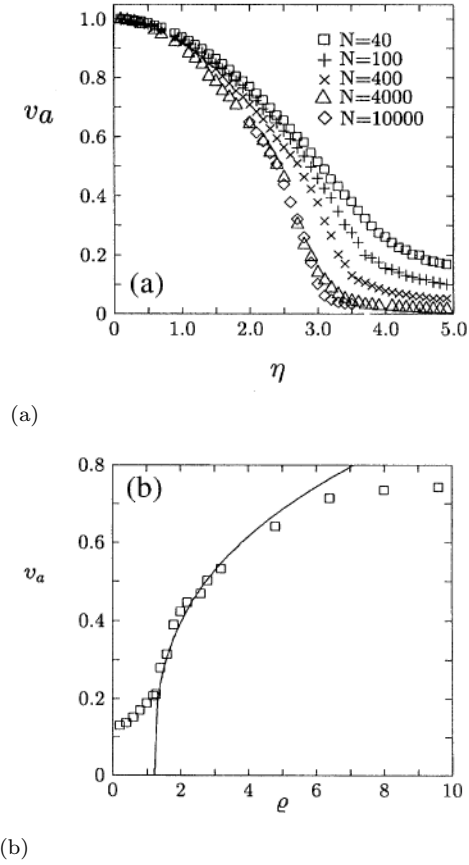 1.0
0.8
0.6
0.4
0.2
0
v_a
□ N=40
+ N=100
× N=400
△ N=4000
◇ N=10000
(a)
0 1.0 2.0 3.0 4.0 5.0
η
(a)
0.8
0.6
0.4
0.2
0
v_a
(b)
0 2 4 6 8 10
ϱ
(b)